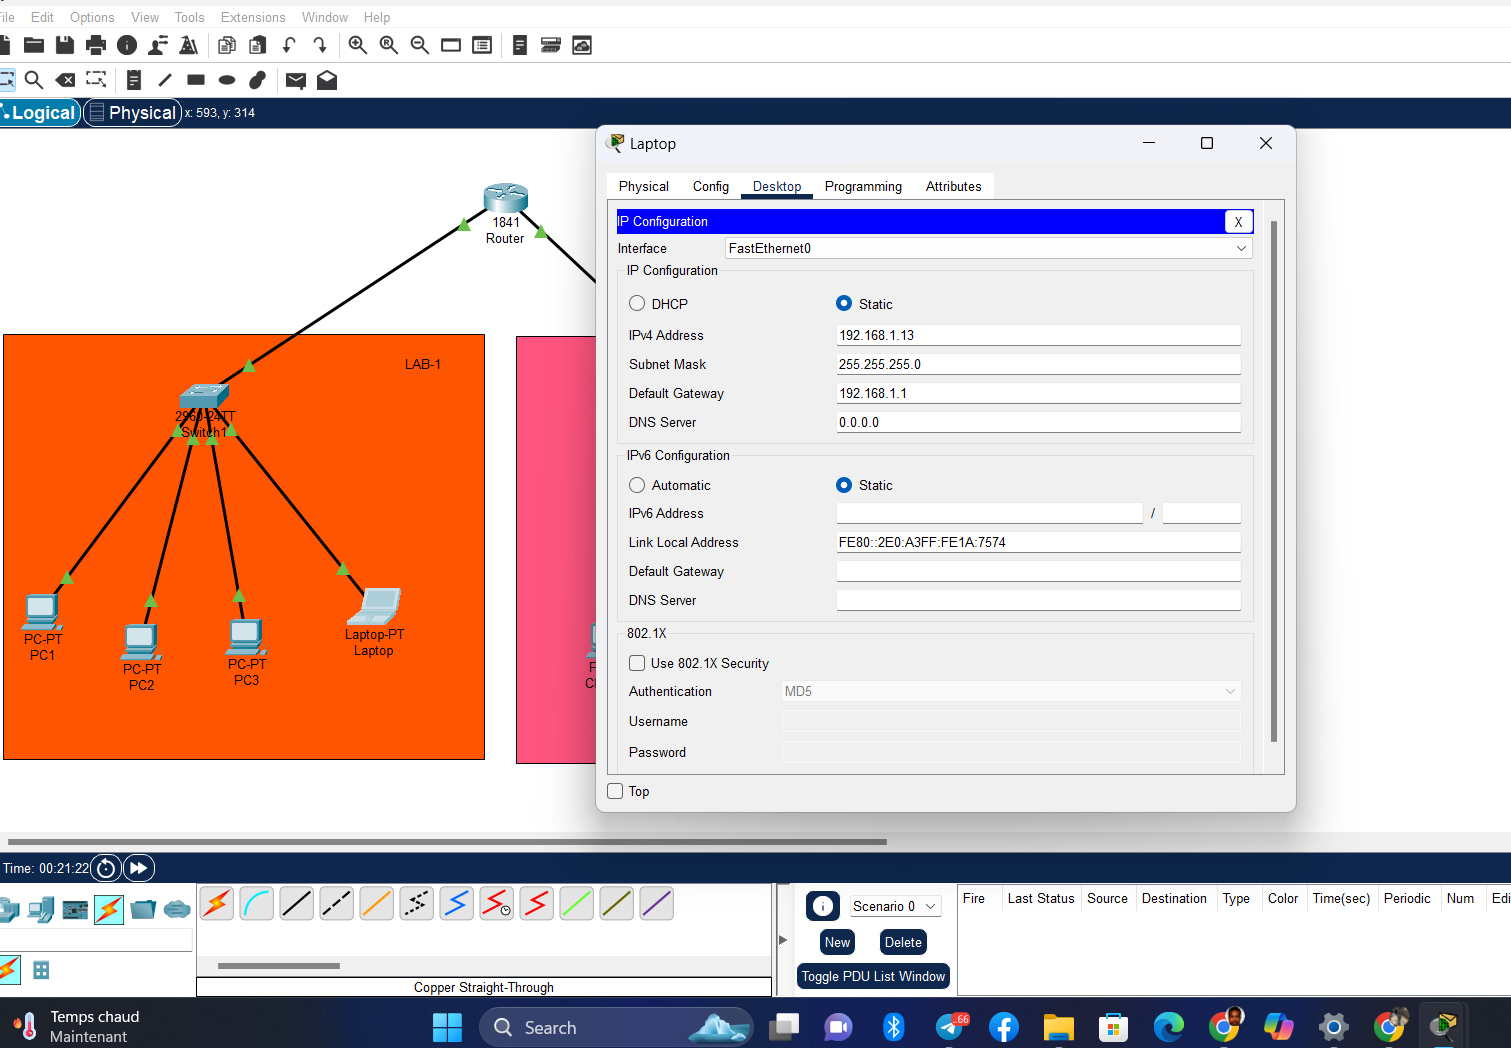 File Edit Options View Tools Extensions Window Help
Logical
Physical x: 593, y: 314
1841
Router
LAB-1
2960-24TT
Switch1
PC-PT
PC1
PC-PT
PC2
PC-PT
PC3
Laptop-PT
Laptop
Laptop
Physical Config Desktop Programming Attributes
IP Configuration X
Interface FastEthernet0
IP Configuration
DHCP Static
IPv4 Address 192.168.1.13
Subnet Mask 255.255.255.0
Default Gateway 192.168.1.1
DNS Server 0.0.0.0
IPv6 Configuration
Automatic Static
IPv6 Address /
Link Local Address FE80::2E0:A3FF:FE1A:7574
Default Gateway
DNS Server
802.1X
Use 802.1X Security
Authentication MD5
Username
Password
Top
Time: 00:21:22
Scenario 0
New Delete
Toggle PDU List Window
Fire Last Status Source Destination Type Color Time(sec) Periodic Num Edi
Copper Straight-Through
Temps chaud
Maintenant
Search
66